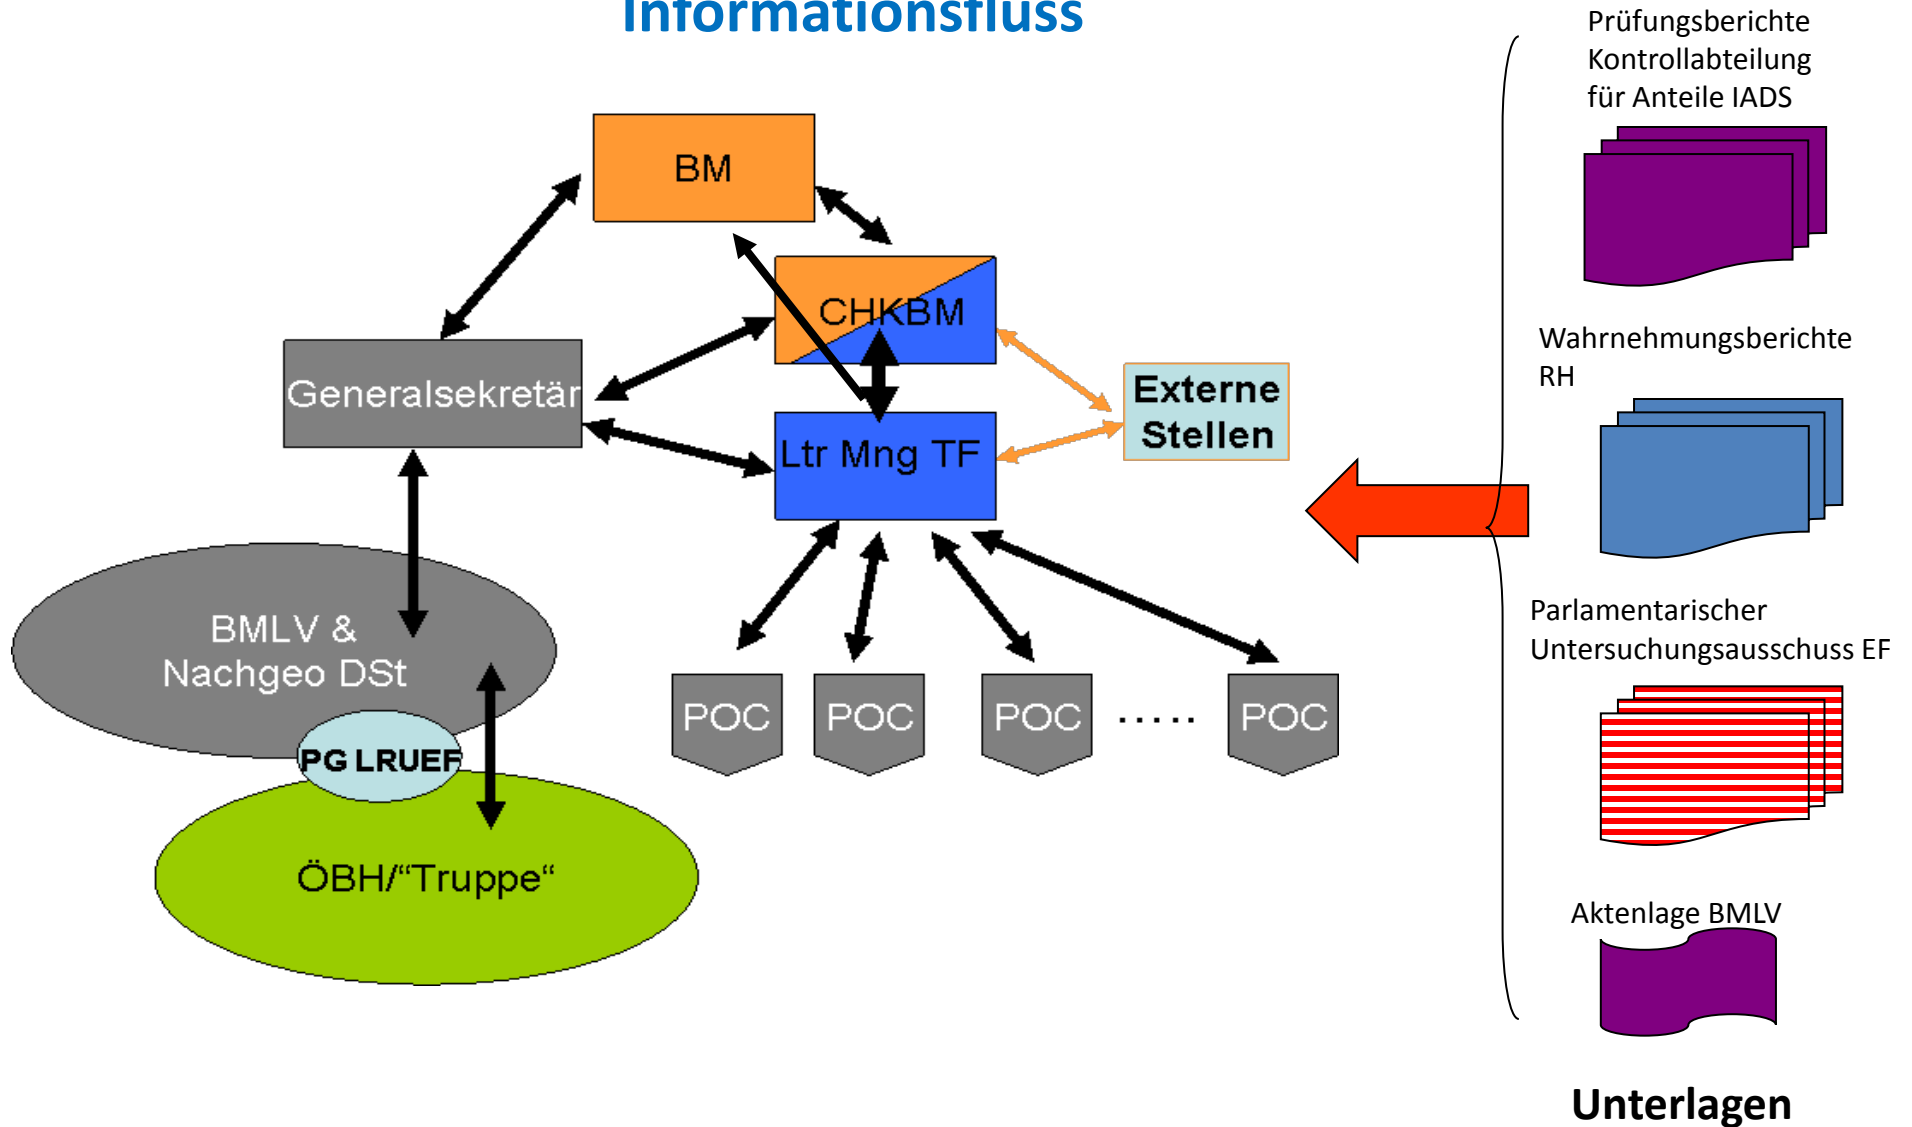 Informationsfluss
BM
CHKBM
Generalsekretär
Ltr Mng TF
Externe
Stellen
BMLV &
Nachgeo DSt
PG LRUEF
ÖBH/“Truppe“
POC
POC
POC
.....
POC
Prüfungsberichte
Kontrollabteilung
für Anteile IADS
Wahrnehmungsberichte
RH
Parlamentarischer
Untersuchungsausschuss EF
Aktenlage BMLV
Unterlagen